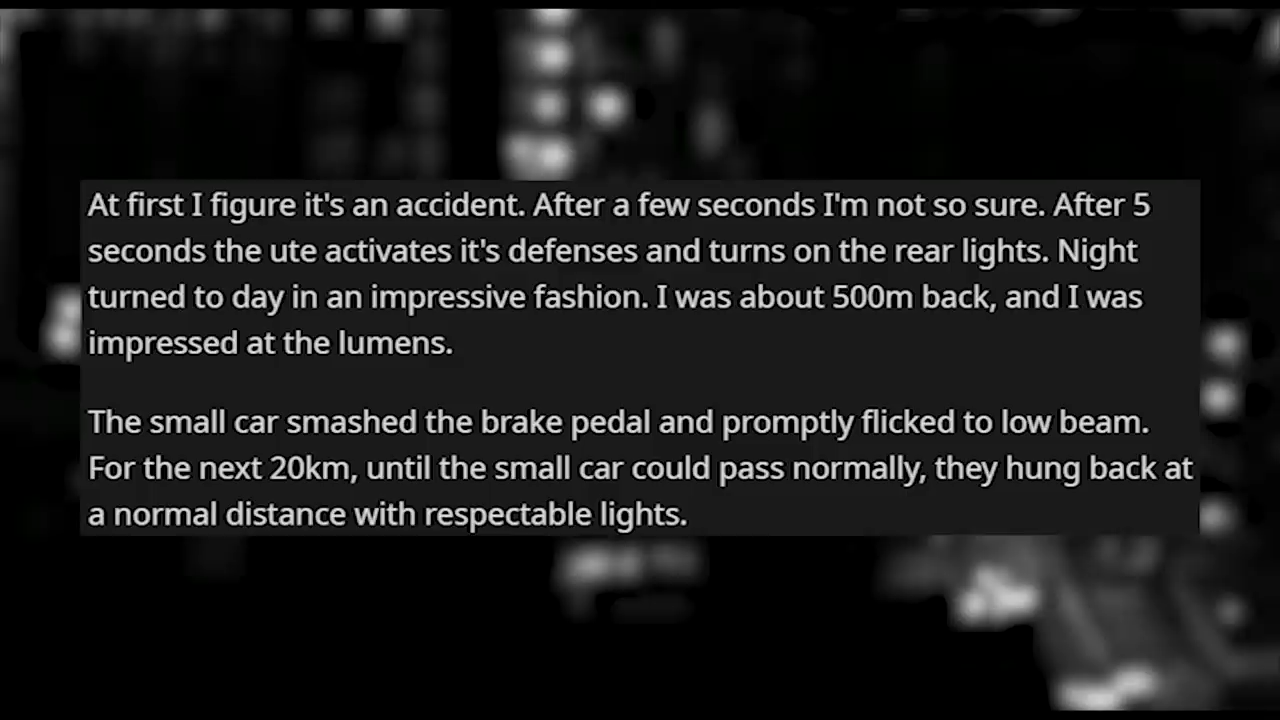 At first I figure it's an accident. After a few seconds I'm not so sure. After 5
seconds the ute activates it's defenses and turns on the rear lights. Night
turned to day in an impressive fashion. I was about 500m back, and I was
impressed at the lumens.
The small car smashed the brake pedal and promptly flicked to low beam.
For the next 20km, until the small car could pass normally, they hung back at
a normal distance with respectable lights.